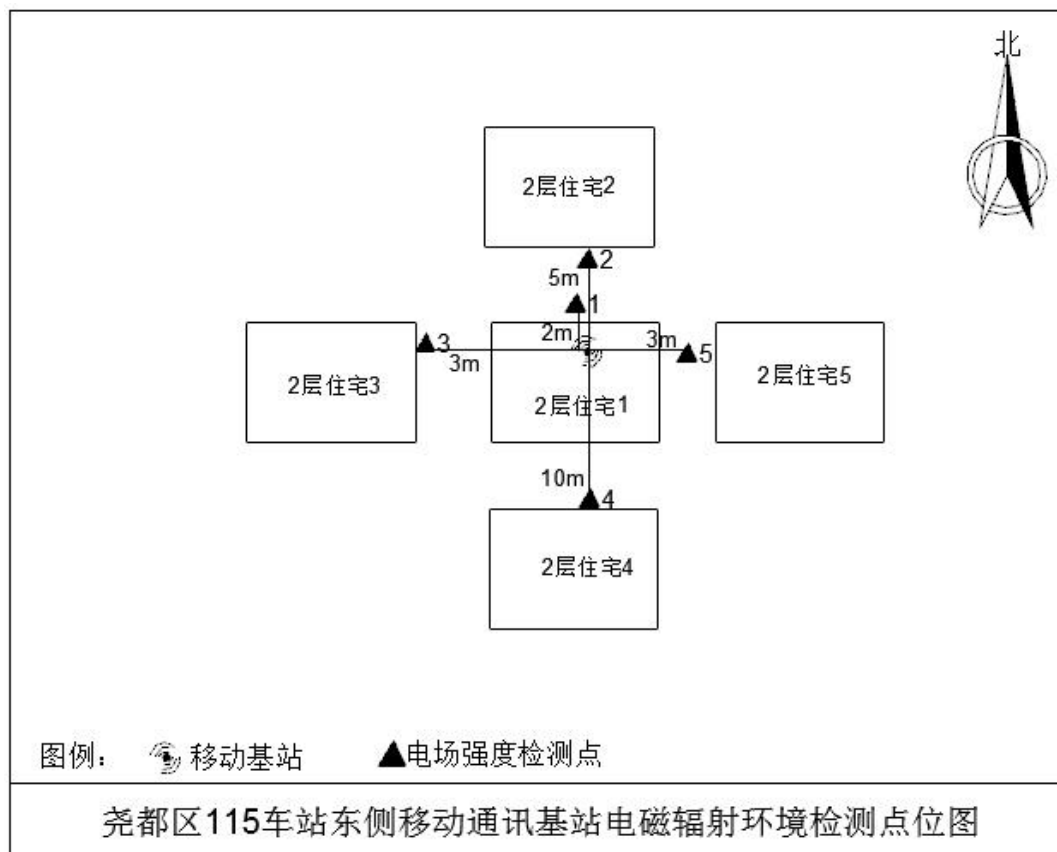 北
2层住宅2
2
5m
1
2m
3m
3
5
3m
2层住宅3
2层住宅5
2层住宅1
10m
4
2层住宅4
图例：
移动基站
电场强度检测点
尧都区115车站东侧移动通讯基站电磁辐射环境检测点位图